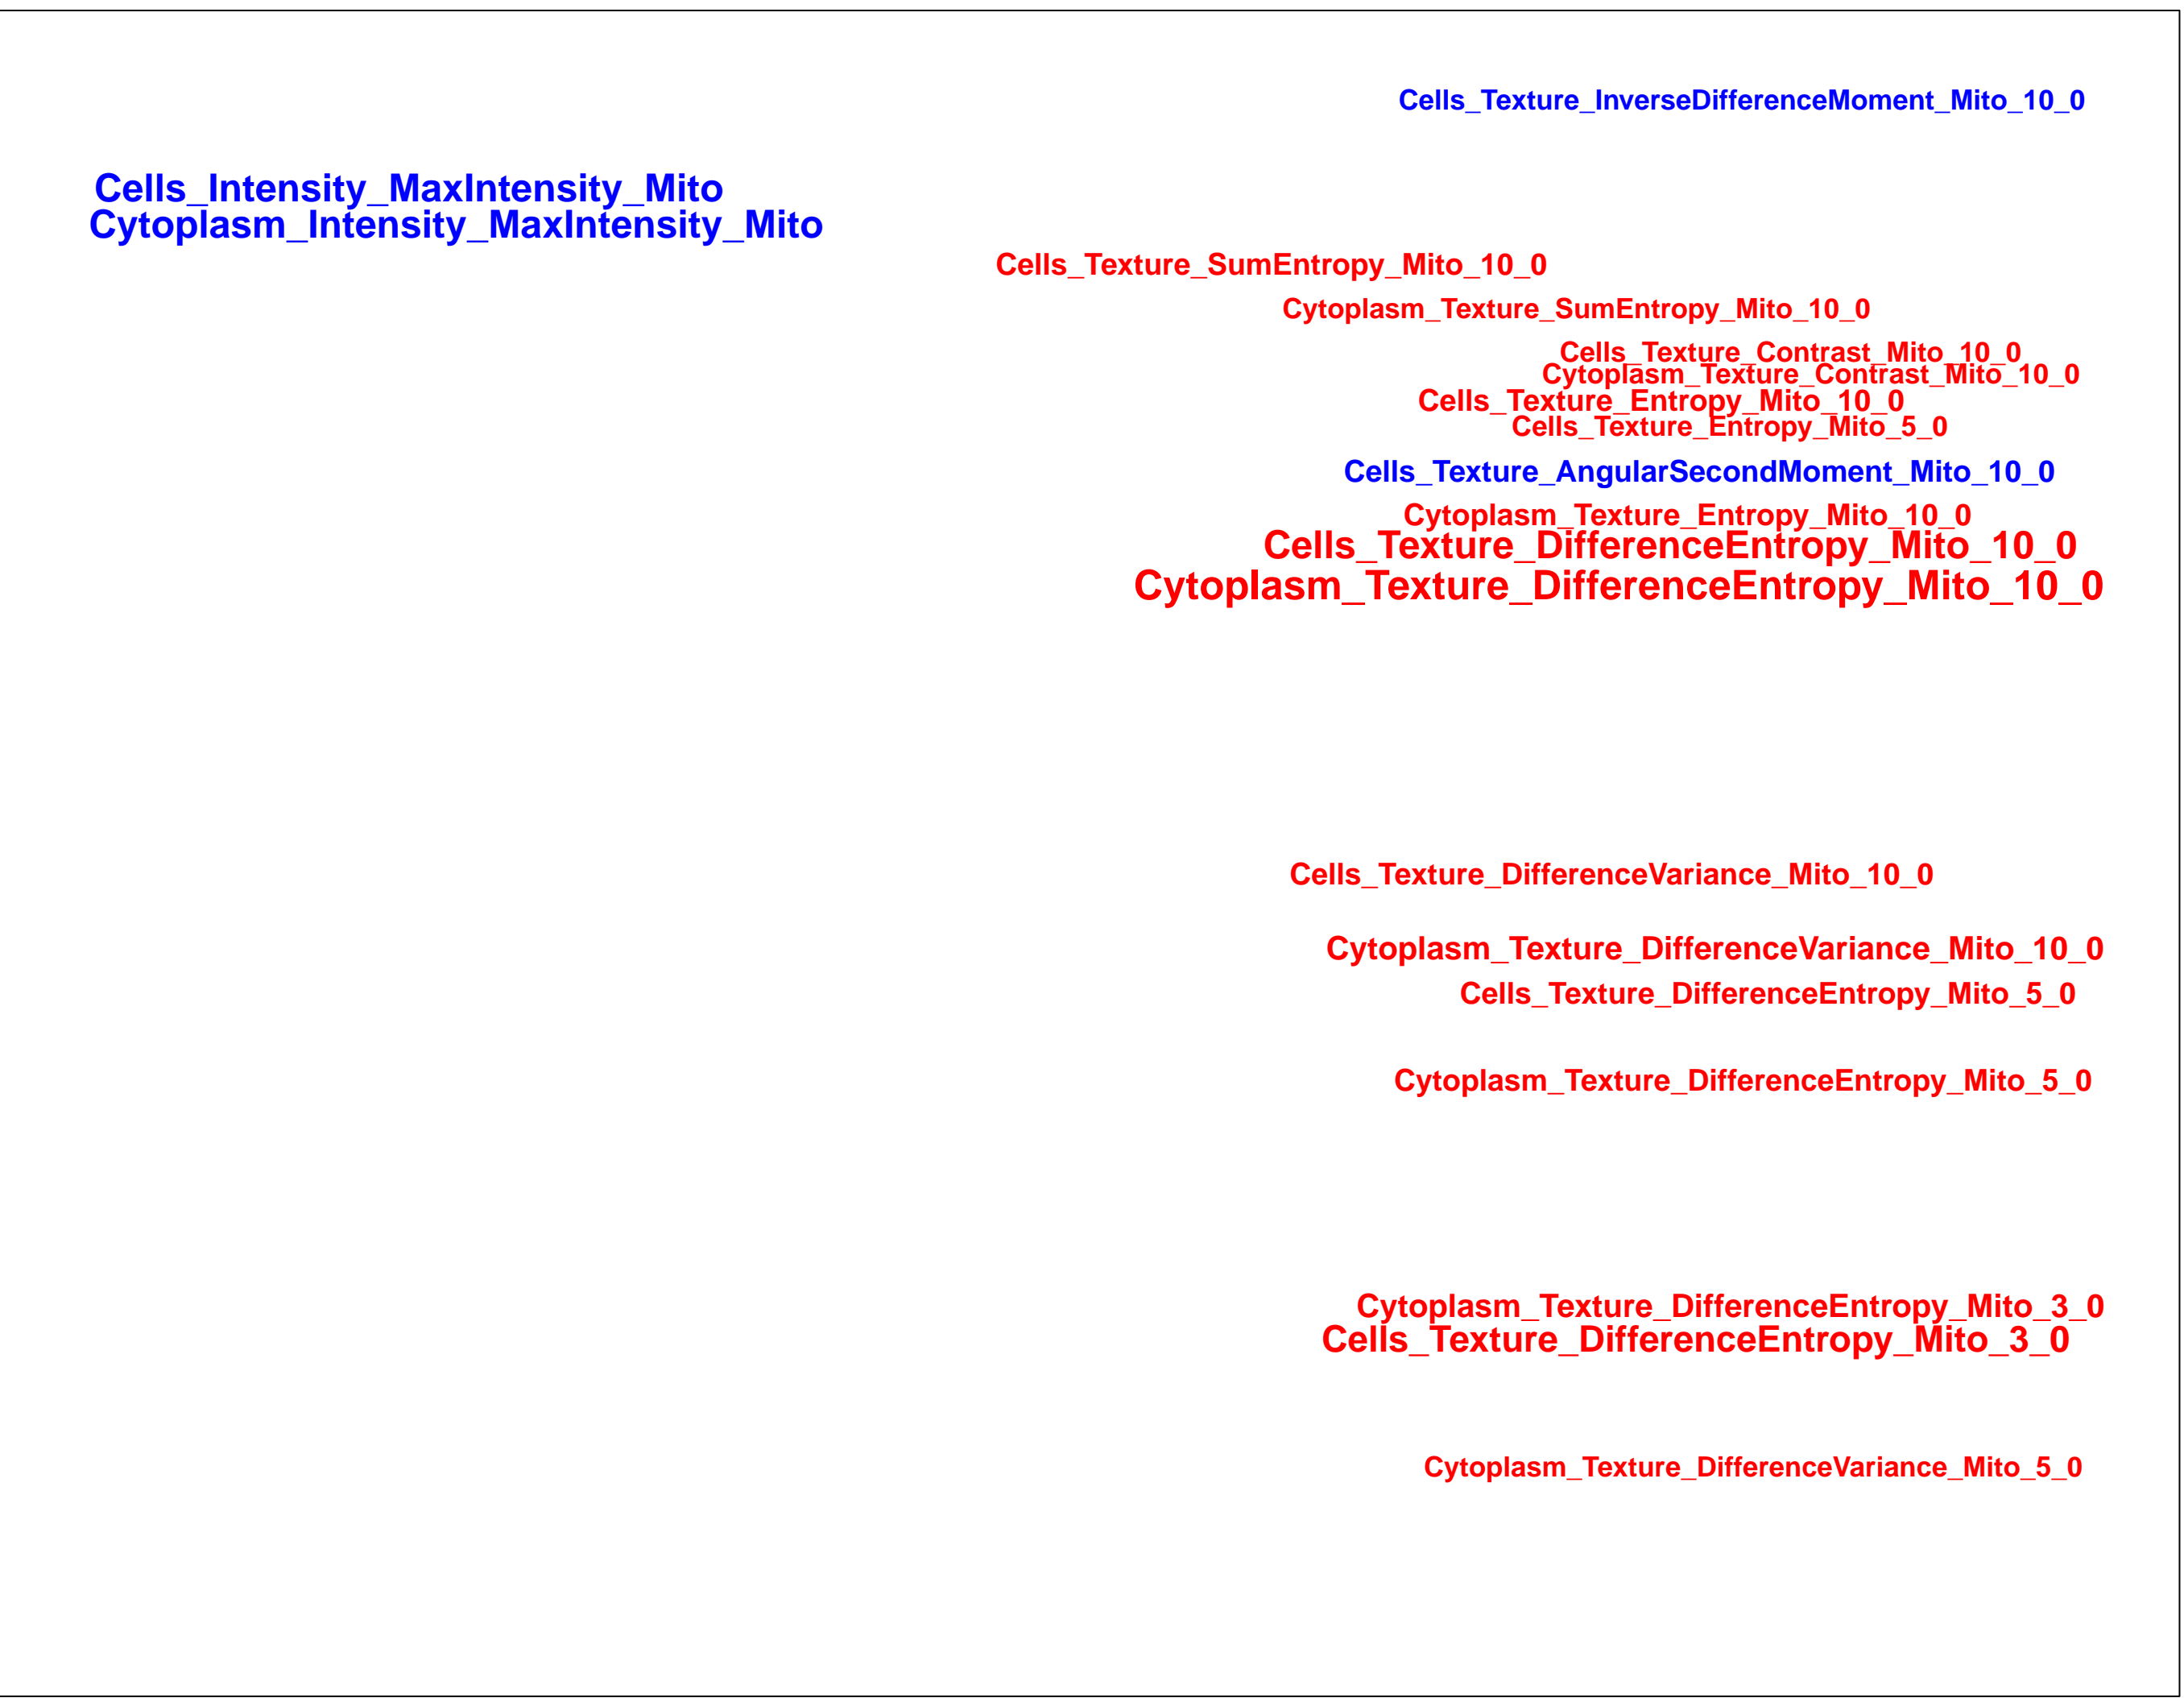 Cells_Texture_InverseDifferenceMoment_Mito_10_0
Cells_Intensity_MaxIntensity_Mito
Cytoplasm_Intensity_MaxIntensity_Mito
Cells_Texture_SumEntropy_Mito_10_0
Cytoplasm_Texture_SumEntropy_Mito_10_0
Cells_Texture_Contrast_Mito_10_0
Cytoplasm_Texture_Contrast_Mito_10_0
Cells_Texture_Entropy_Mito_10_0
Cells_Texture_Entropy_Mito_5_0
Cells_Texture_AngularSecondMoment_Mito_10_0
Cytoplasm_Texture_Entropy_Mito_10_0
Cells_Texture_DifferenceEntropy_Mito_10_0
Cytoplasm_Texture_DifferenceEntropy_Mito_10_0
Cells_Texture_DifferenceVariance_Mito_10_0
Cytoplasm_Texture_DifferenceVariance_Mito_10_0
Cells_Texture_DifferenceEntropy_Mito_5_0
Cytoplasm_Texture_DifferenceEntropy_Mito_5_0
Cytoplasm_Texture_DifferenceEntropy_Mito_3_0
Cells_Texture_DifferenceEntropy_Mito_3_0
Cytoplasm_Texture_DifferenceVariance_Mito_5_0